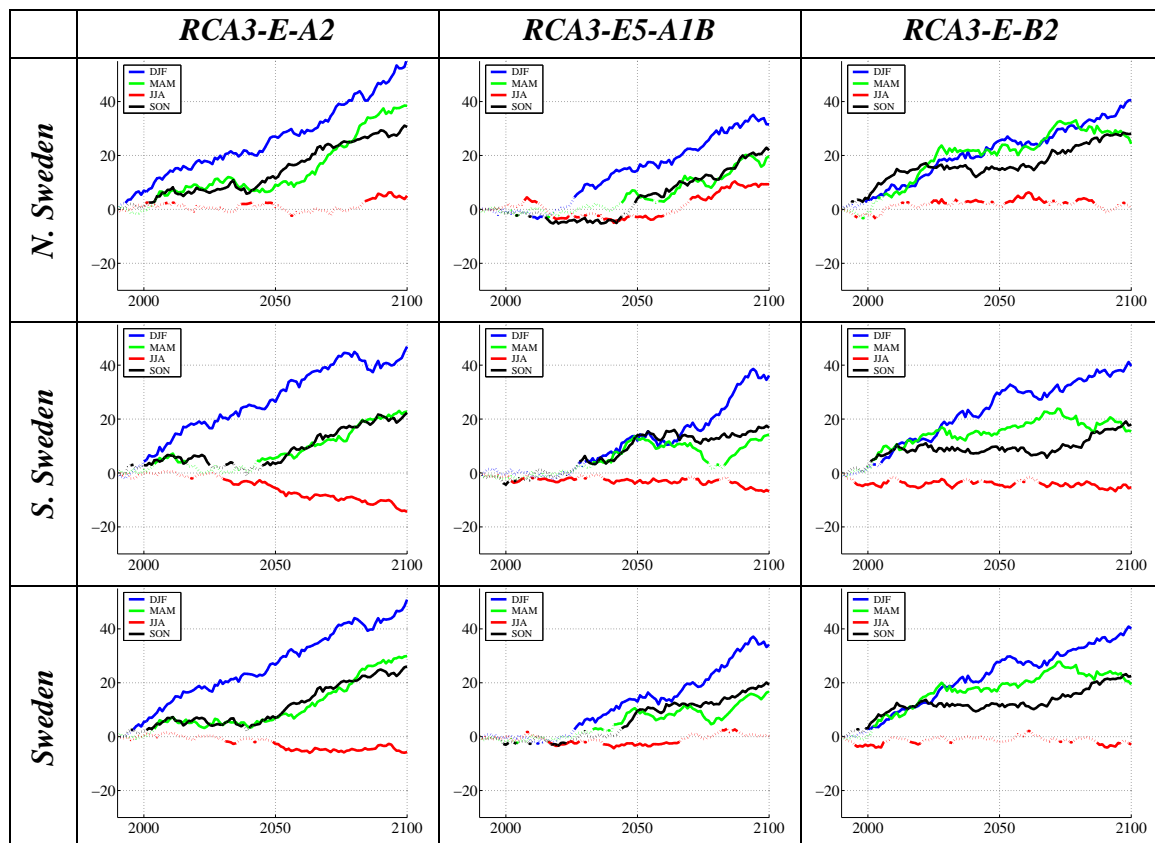 RCA3-E-A2 RCA3-E5-A1B RCA3-E-B2
N. Sweden
DJF
MAM
JJA
SON
40
20
0
−20
2000 2050 2100
DJF
MAM
JJA
SON
40
20
0
−20
2000 2050 2100
DJF
MAM
JJA
SON
40
20
0
−20
2000 2050 2100
S. Sweden
DJF
MAM
JJA
SON
40
20
0
−20
2000 2050 2100
DJF
MAM
JJA
SON
40
20
0
−20
2000 2050 2100
DJF
MAM
JJA
SON
40
20
0
−20
2000 2050 2100
Sweden
DJF
MAM
JJA
SON
40
20
0
−20
2000 2050 2100
DJF
MAM
JJA
SON
40
20
0
−20
2000 2050 2100
DJF
MAM
JJA
SON
40
20
0
−20
2000 2050 2100